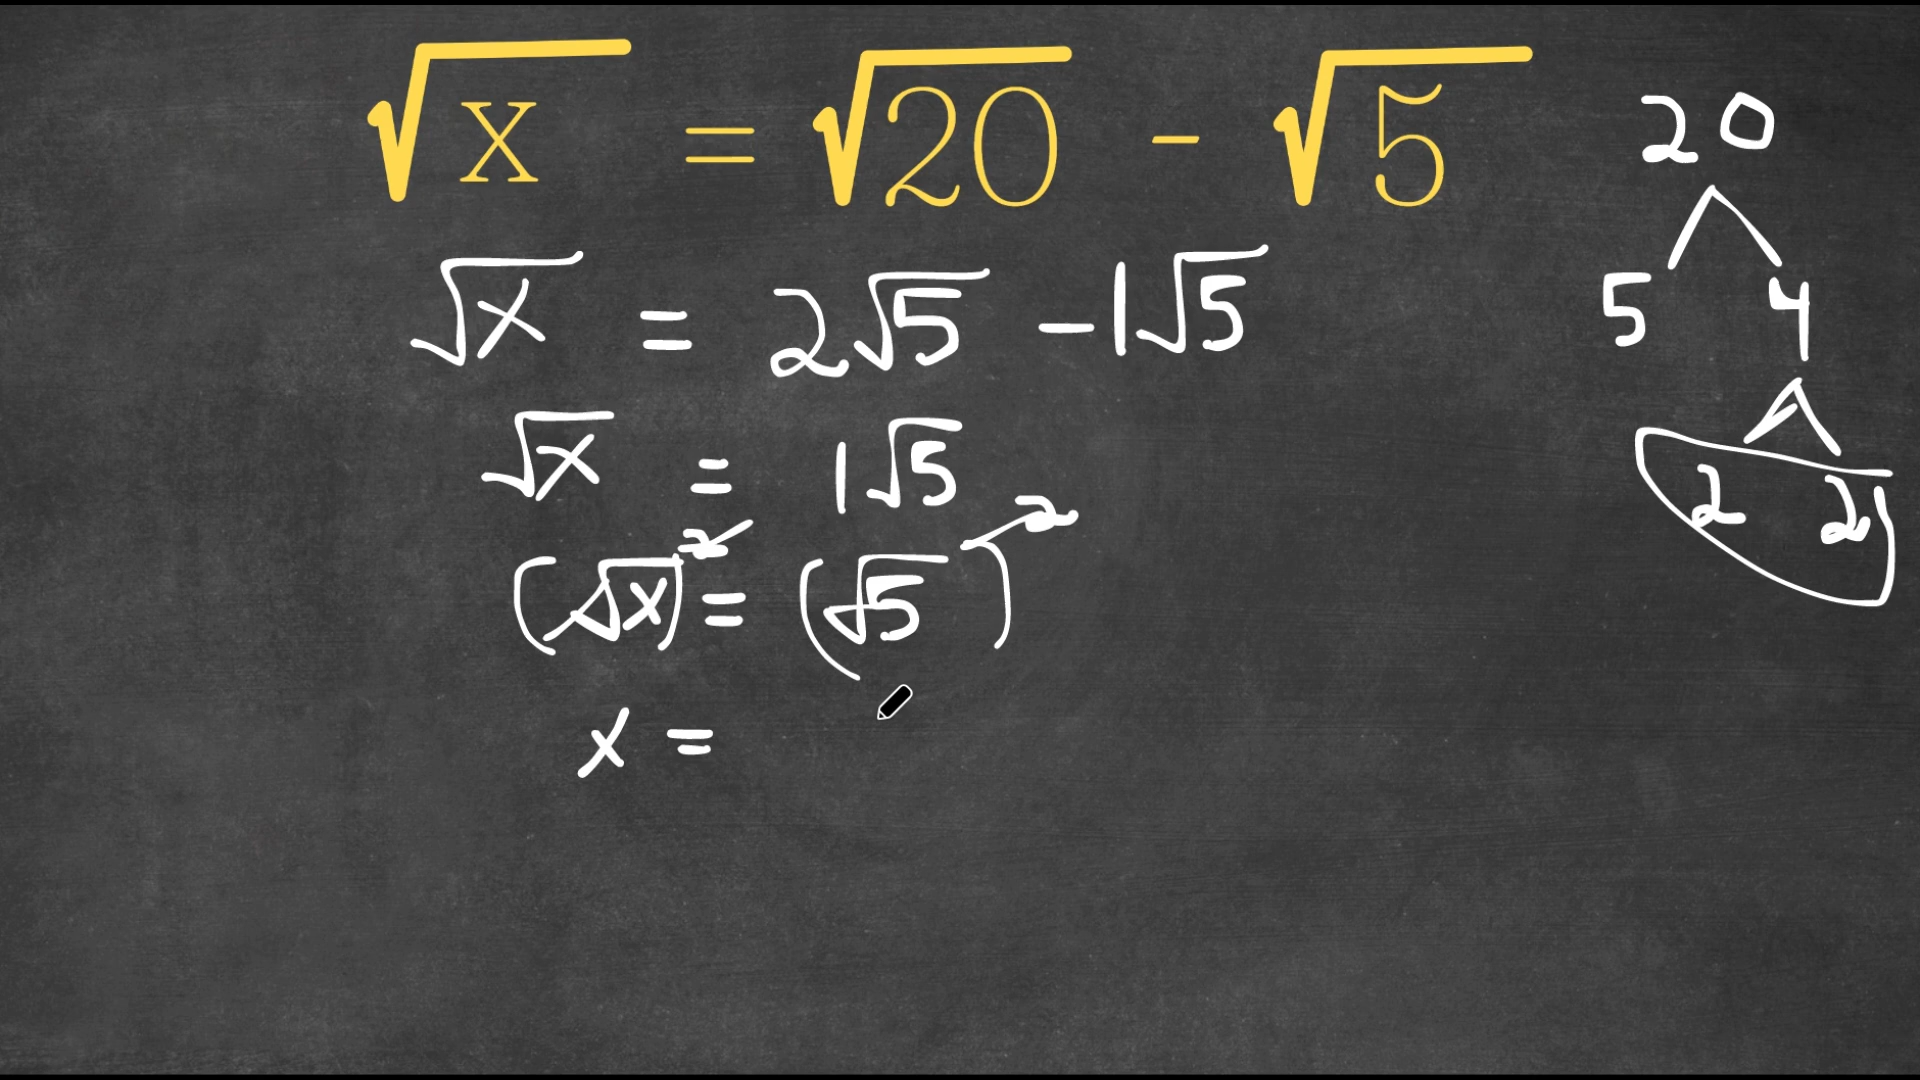 √x = √20 - √5
√x = 2√5 - 1√5
√x = 1√5
(√x)² = (√5)²
x =
20
5 4
2 2